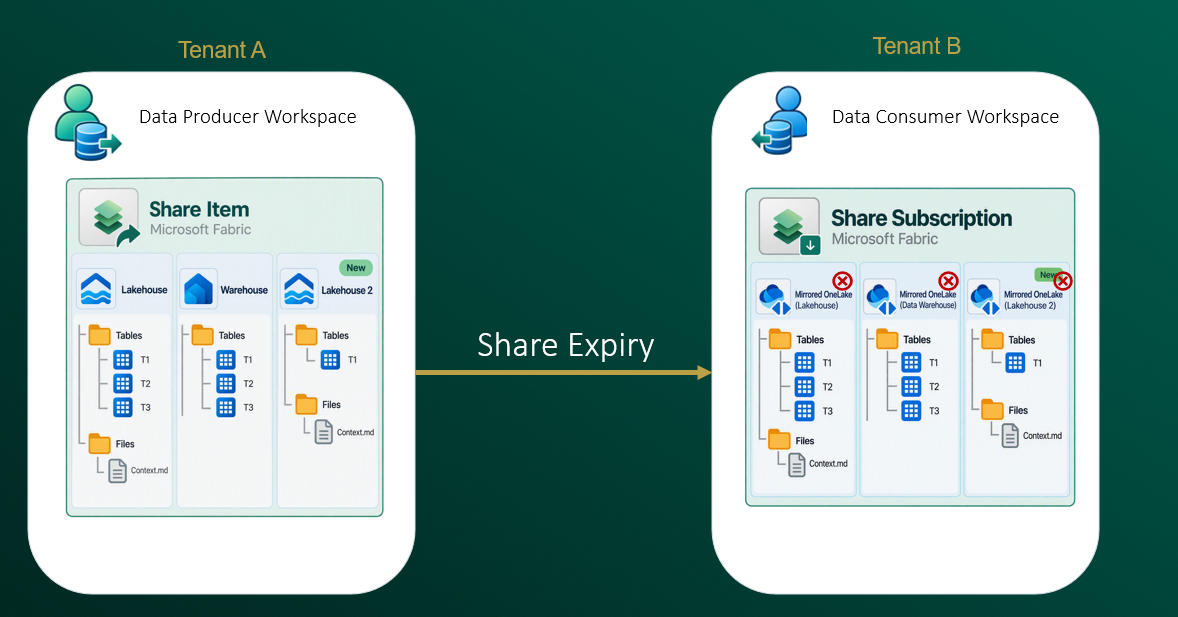 Tenant A
Data Producer Workspace
Share Item
Microsoft Fabric
Lakehouse
Tables
T1
T2
T3
Files
Context.md
Warehouse
Tables
T1
T2
T3
New
Lakehouse 2
Tables
T1
Files
Context.md
Share Expiry
Tenant B
Data Consumer Workspace
Share Subscription
Microsoft Fabric
Mirrored OneLake
(Lakehouse)
Tables
T1
T2
T3
Files
Context.md
Mirrored OneLake
(Data Warehouse)
Tables
T1
T2
T3
New
Mirrored OneLake
(Lakehouse 2)
Tables
T1
Files
Context.md